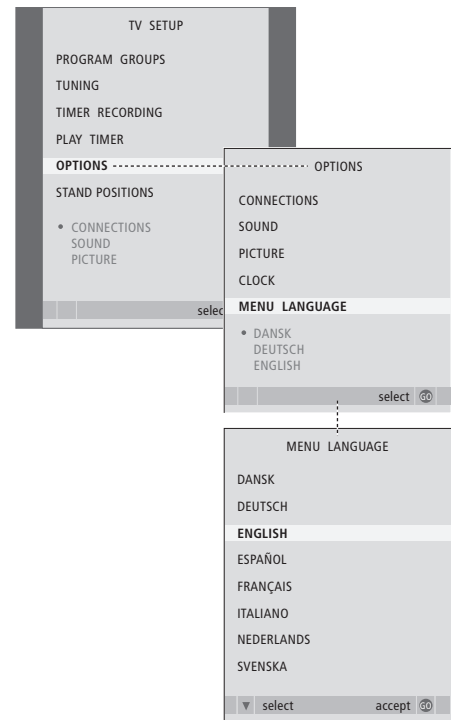 TV SETUP
PROGRAM GROUPS
TUNING
TIMER RECORDING
PLAY TIMER
OPTIONS
STAND POSITIONS
• CONNECTIONS
SOUND
PICTURE
selec
OPTIONS
CONNECTIONS
SOUND
PICTURE
CLOCK
MENU LANGUAGE
• DANSK
DEUTSCH
ENGLISH
select GO
MENU LANGUAGE
DANSK
DEUTSCH
ENGLISH
ESPAÑOL
FRANÇAIS
ITALIANO
NEDERLANDS
SVENSKA
▼ select accept GO